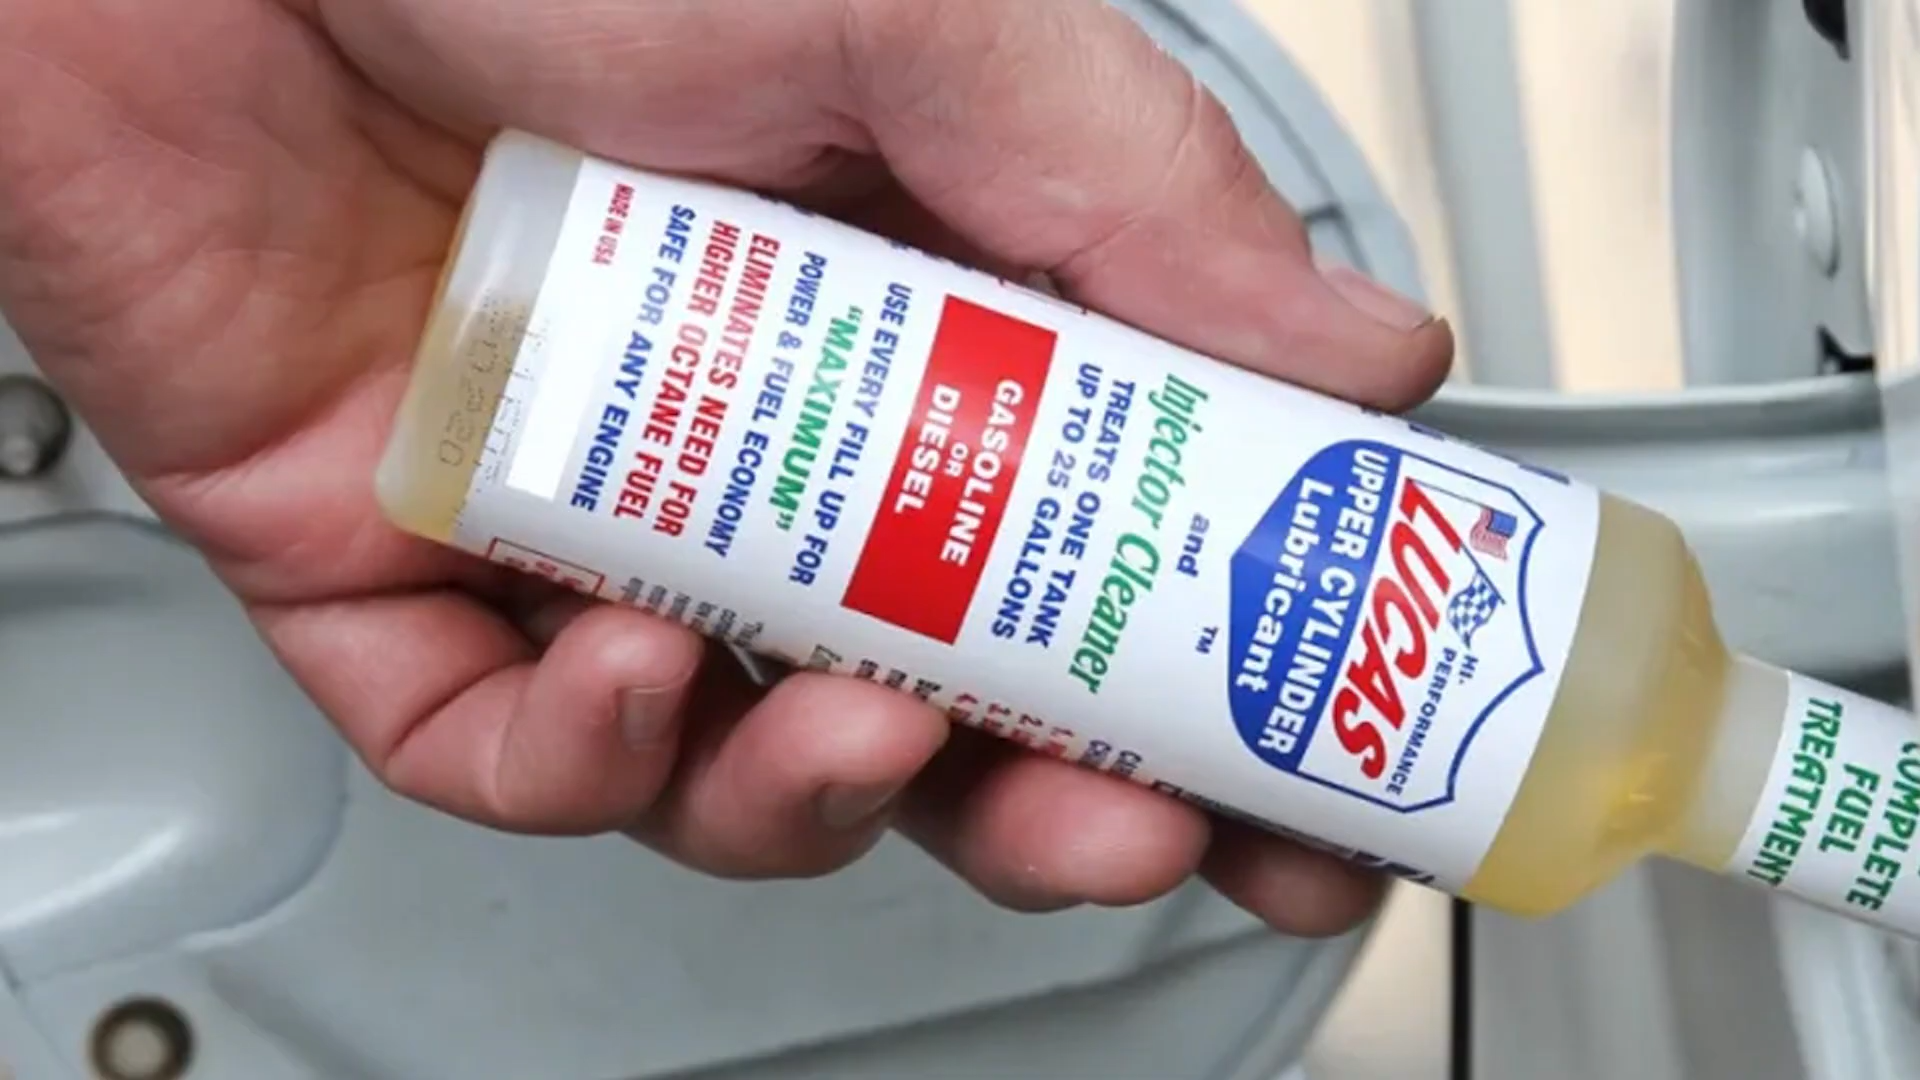 COMPLETE
FUEL
TREATMENT
HI-
PERFORMANCE
LUCAS
UPPER CYLINDER
Lubricant
TM
and
Injector Cleaner
TREATS ONE TANK
UP TO 25 GALLONS
GASOLINE
OR
DIESEL
USE EVERY FILL UP FOR
“MAXIMUM”
POWER & FUEL ECONOMY
ELIMINATES NEED FOR
HIGHER OCTANE FUEL
SAFE FOR ANY ENGINE
MADE IN USA